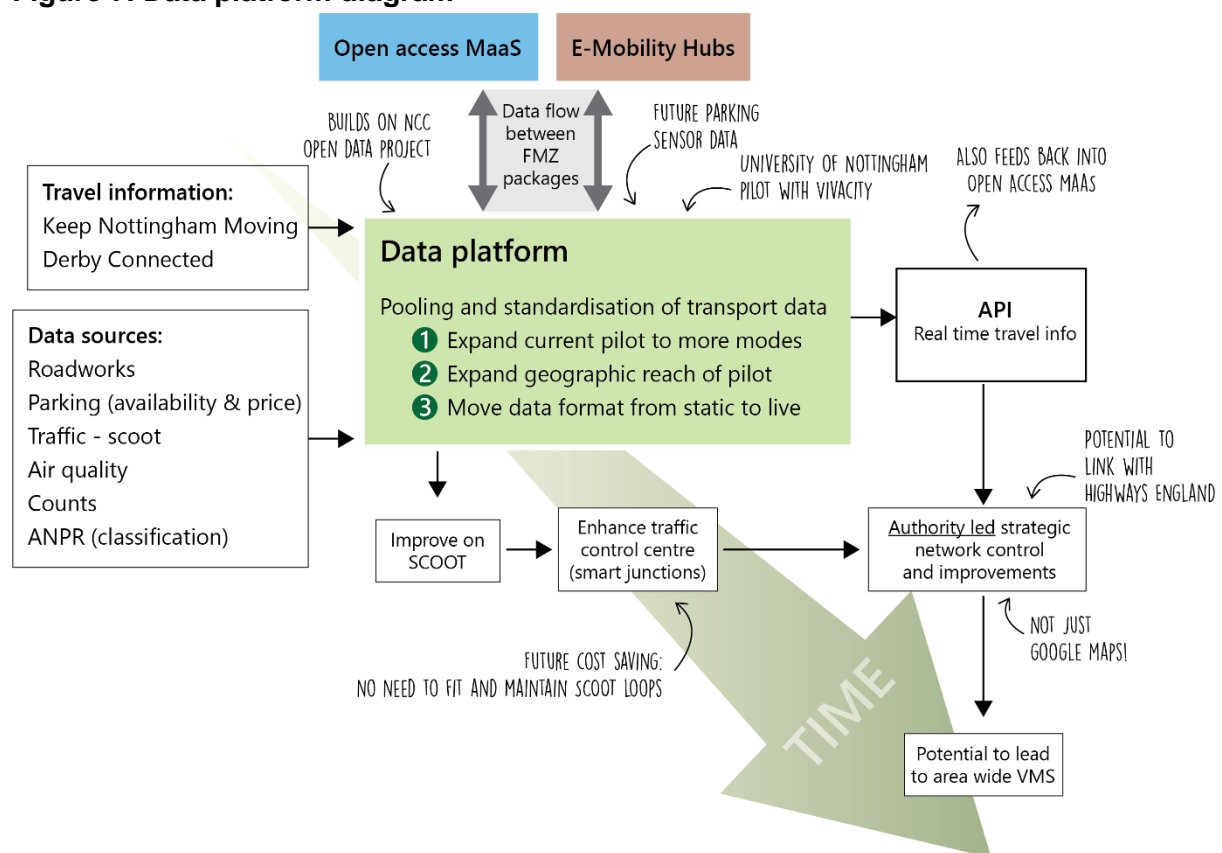 Open access MaaS
E-Mobility Hubs
Data flow
between
FMZ
packages
BUILDS ON NCC
OPEN DATA PROJECT
FUTURE PARKING
SENSOR DATA
UNIVERSITY OF NOTTINGHAM
PILOT WITH VIVACITY
ALSO FEEDS BACK INTO
OPEN ACCESS MAAS
Travel information:
Keep Nottingham Moving
Derby Connected
Data sources:
Roadworks
Parking (availability & price)
Traffic - scoot
Air quality
Counts
ANPR (classification)
Data platform
Pooling and standardisation of transport data
1 Expand current pilot to more modes
2 Expand geographic reach of pilot
3 Move data format from static to live
API
Real time travel info
POTENTIAL TO
LINK WITH
HIGHWAYS ENGLAND
Improve on
SCOOT
Enhance traffic
control centre
(smart junctions)
Authority led strategic
network control
and improvements
FUTURE COST SAVING:
NO NEED TO FIT AND MAINTAIN SCOOT LOOPS
NOT JUST
GOOGLE MAPS!
TIME
Potential to lead
to area wide VMS